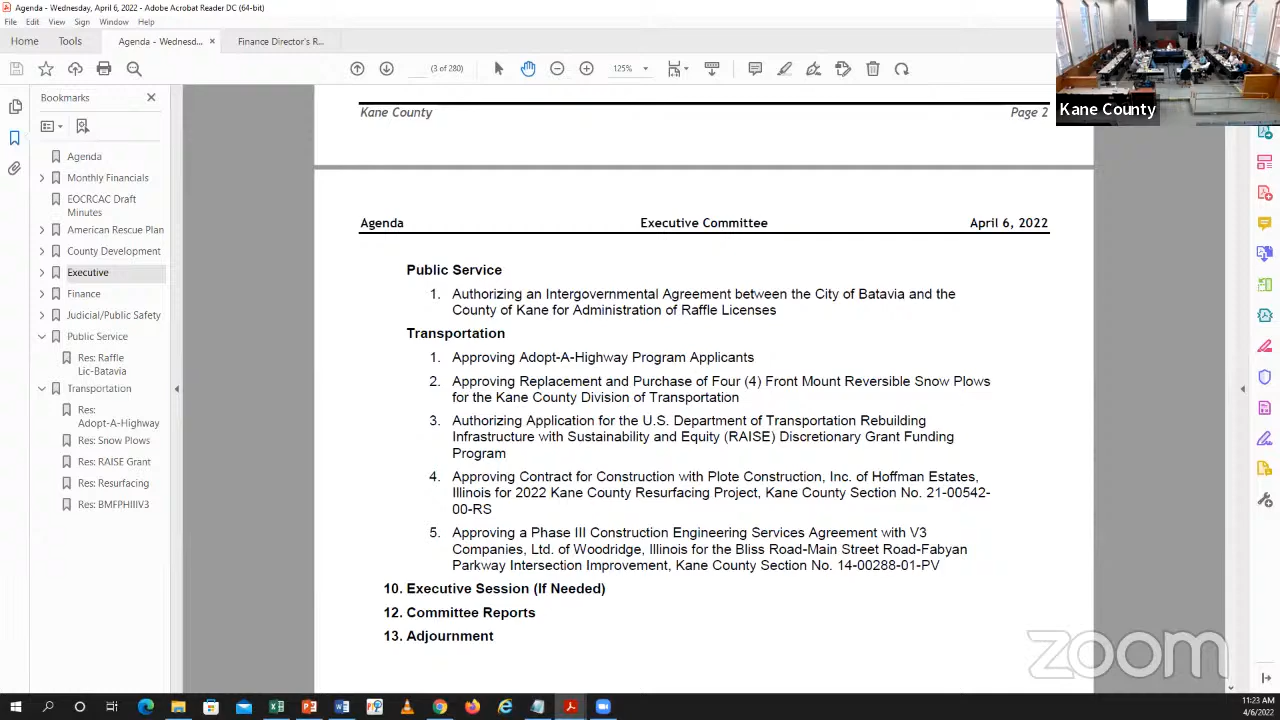 Agenda - Wednesday, April 6, 2022 - Adobe Acrobat Reader DC (64-bit)
File Edit View Sign Window Help
Home Tools Agenda - Wednesd... × Finance Director's R...
(3 of 280) 125%
Kane County
Bookmarks
Agenda
Monthly Financials
EOCRCAC Draft
Minutes
American Rescue Plan
County Development
Executive
Finance
Judicial/Public Safety
Public Service
Res: Raffle
Lic-Batavia
Transportation
Res:
Adopt-A-Highway
Res: Snow Plows
Res: RAISE Grant
Res: Resurfacing
Res: BMFPHIIIV3
Kane County Page 2
Agenda Executive Committee April 6, 2022
Public Service
1. Authorizing an Intergovernmental Agreement between the City of Batavia and the
County of Kane for Administration of Raffle Licenses
Transportation
1. Approving Adopt-A-Highway Program Applicants
2. Approving Replacement and Purchase of Four (4) Front Mount Reversible Snow Plows
for the Kane County Division of Transportation
3. Authorizing Application for the U.S. Department of Transportation Rebuilding
Infrastructure with Sustainability and Equity (RAISE) Discretionary Grant Funding
Program
4. Approving Contract for Construction with Plote Construction, Inc. of Hoffman Estates,
Illinois for 2022 Kane County Resurfacing Project, Kane County Section No. 21-00542-
00-RS
5. Approving a Phase III Construction Engineering Services Agreement with V3
Companies, Ltd. of Woodridge, Illinois for the Bliss Road-Main Street Road-Fabyan
Parkway Intersection Improvement, Kane County Section No. 14-00288-01-PV
10. Executive Session (If Needed)
12. Committee Reports
13. Adjournment
zoom
11:23 AM
4/6/2022